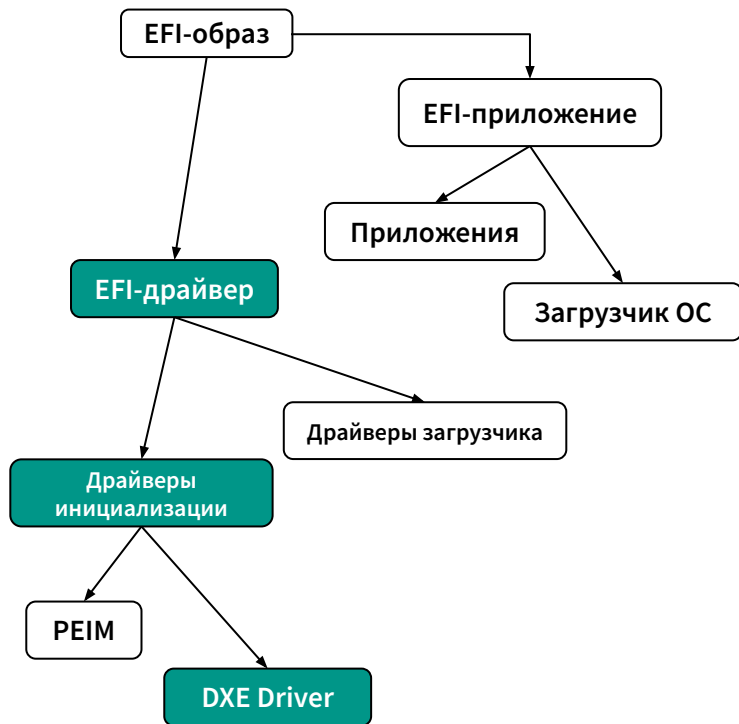 EFI-образ
EFI-приложение
Приложения
EFI-драйвер
Загрузчик ОС
Драйверы загрузчика
Драйверы
инициализации
PEIM
DXE Driver